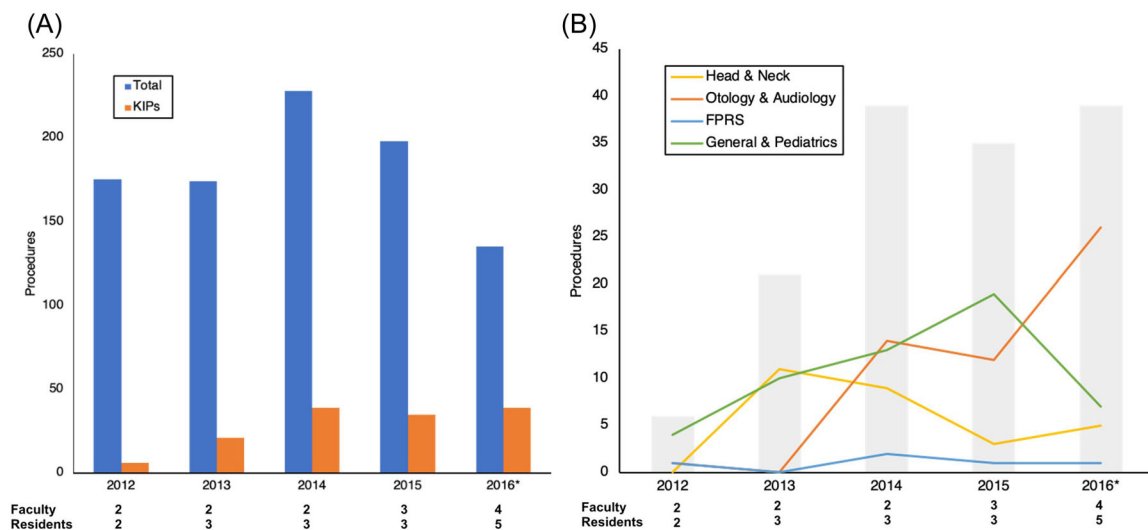 (A)
250
200
150
100
50
0
Procedures
Total
KIPs
2012 2013 2014 2015 2016*
Faculty 2 2 2 3 4
Residents 2 3 3 3 5
(B)
45
40
35
30
25
20
15
10
5
0
Procedures
Head & Neck
Otology & Audiology
FPRS
General & Pediatrics
2012 2013 2014 2015 2016*
Faculty 2 2 2 3 4
Residents 2 3 3 3 5